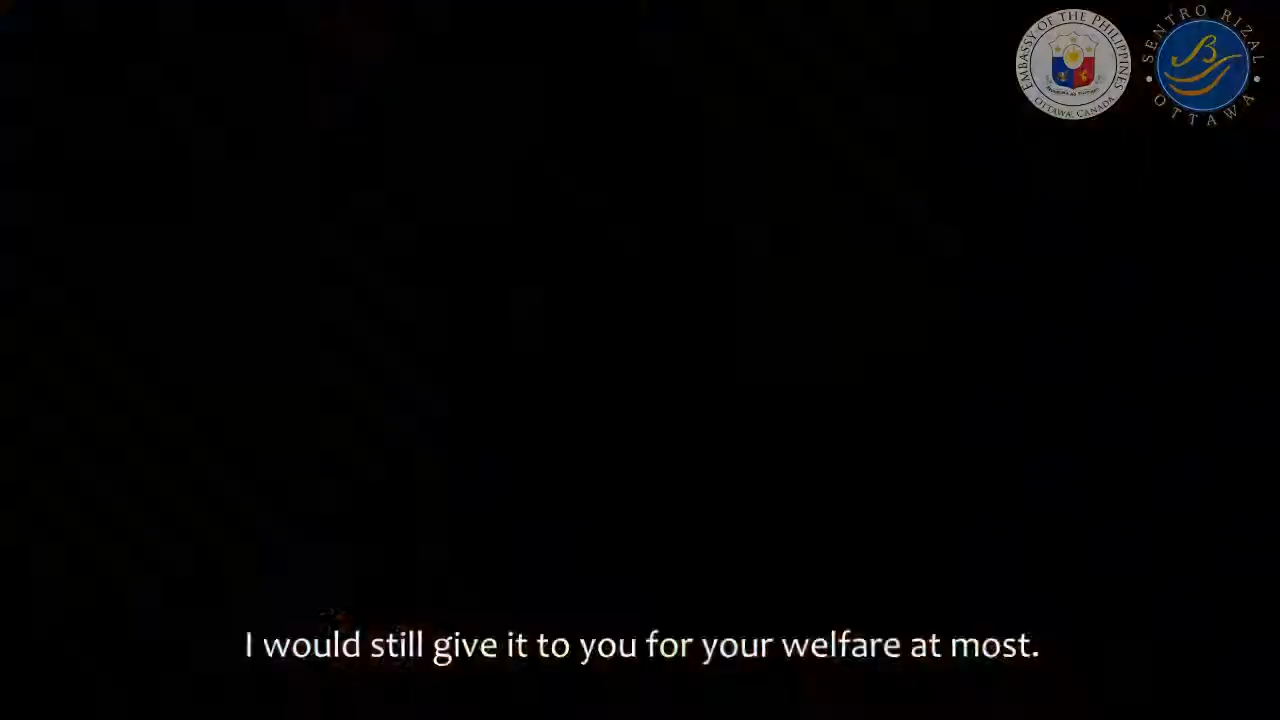 EMBASSY OF THE PHILIPPINES
OTTAWA, CANADA
SENTRO RIZAL
OTTAWA
I would still give it to you for your welfare at most.